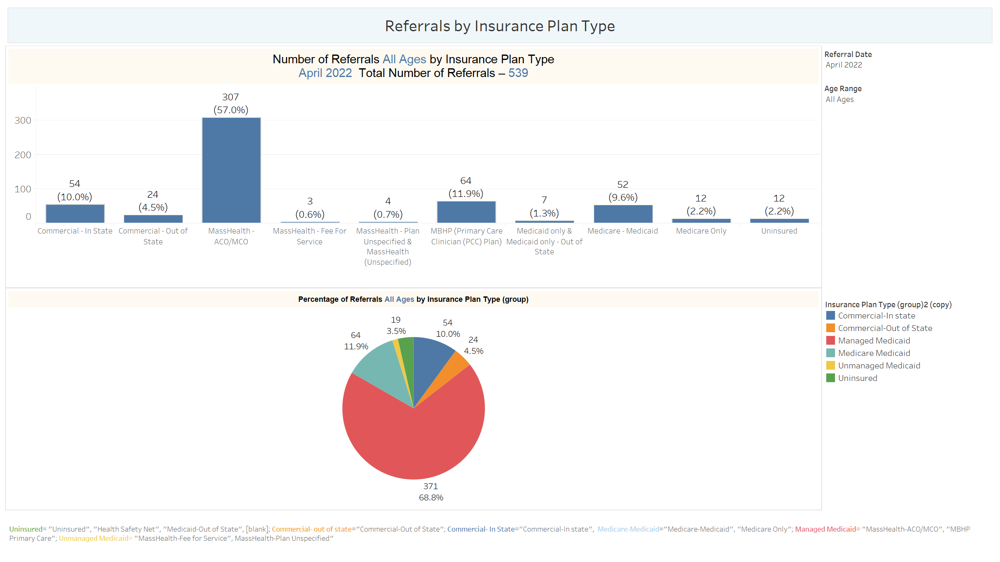 Referrals by Insurance Plan Type
Number of Referrals All Ages by Insurance Plan Type
April 2022 Total Number of Referrals – 539
Referral Date
April 2022
Age Range
All Ages
300
200
100
0
54
(10.0%)
24
(4.5%)
307
(57.0%)
3
(0.6%)
4
(0.7%)
64
(11.9%)
7
(1.3%)
52
(9.6%)
12
(2.2%)
12
(2.2%)
Commercial - In State
Commercial - Out of
State
MassHealth -
ACO/MCO
MassHealth - Fee For
Service
MassHealth - Plan
Unspecified &
MassHealth
(Unspecified)
MBHP (Primary Care
Clinician (PCC) Plan)
Medicaid only &
Medicaid only - Out of
State
Medicare - Medicaid
Medicare Only
Uninsured
Percentage of Referrals All Ages by Insurance Plan Type (group)
19
3.5%
54
10.0%
64
11.9%
24
4.5%
371
68.8%
Insurance Plan Type (group)2 (copy)
Commercial-In state
Commercial-Out of State
Managed Medicaid
Medicare Medicaid
Unmanaged Medicaid
Uninsured
Uninsured= "Uninsured", "Health Safety Net", "Medicaid-Out of State", [blank]; Commercial- out of state="Commercial-Out of State"; Commercial- In State="Commercial-In state", Medicare-Medicaid="Medicare-Medicaid", "Medicare Only"; Managed Medicaid= "MassHealth-ACO/MCO", "MBHP
Primary Care"; Unmanaged Medicaid= "MassHealth-Fee for Service", MassHealth-Plan Unspecified"